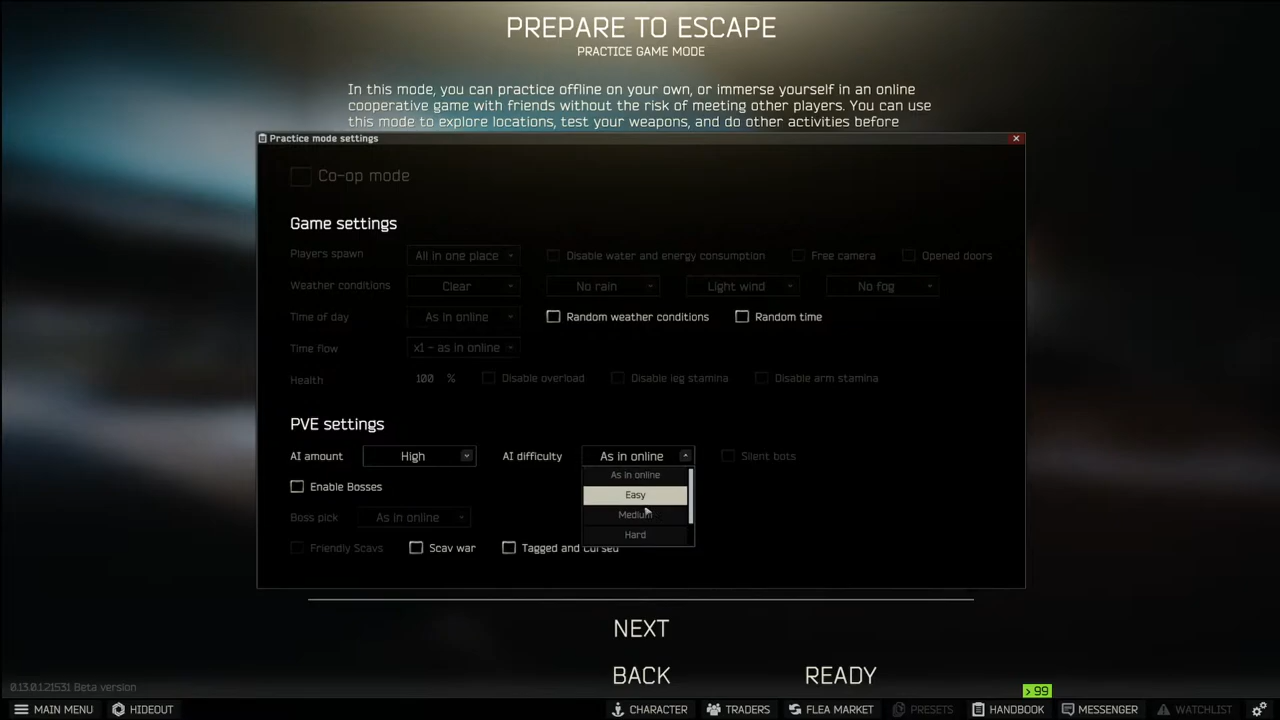 PREPARE TO ESCAPE
PRACTICE GAME MODE
In this mode, you can practice offline on your own, or immerse yourself in an online
cooperative game with friends without the risk of meeting other players. You can use
this mode to explore locations, test your weapons, and do other activities before
Practice mode settings
Co-op mode
Game settings
Players spawn All in one place Disable water and energy consumption Free camera Opened doors
Weather conditions Clear No rain Light wind No fog
Time of day As in online Random weather conditions Random time
Time flow x1 - as in online
Health 100 % Disable overload Disable leg stamina Disable arm stamina
PVE settings
AI amount High AI difficulty As in online Silent bots
As in online
Enable Bosses Easy
Boss pick As in online Medium
Hard
Friendly Scavs Scav war Tagged and Cursed
NEXT
BACK READY
0.13.0.1.21531 Beta version
> 99
MAIN MENU HIDEOUT CHARACTER TRADERS FLEA MARKET PRESETS HANDBOOK MESSENGER WATCHLIST